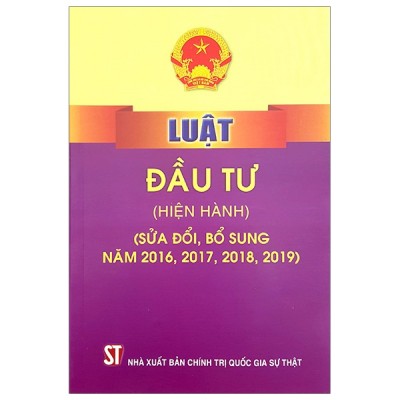 LUẬT
ĐẦU TƯ
(HIỆN HÀNH)
(SỬA ĐỔI, BỔ SUNG
NĂM 2016, 2017, 2018, 2019)
ST NHÀ XUẤT BẢN CHÍNH TRỊ QUỐC GIA SỰ THẬT